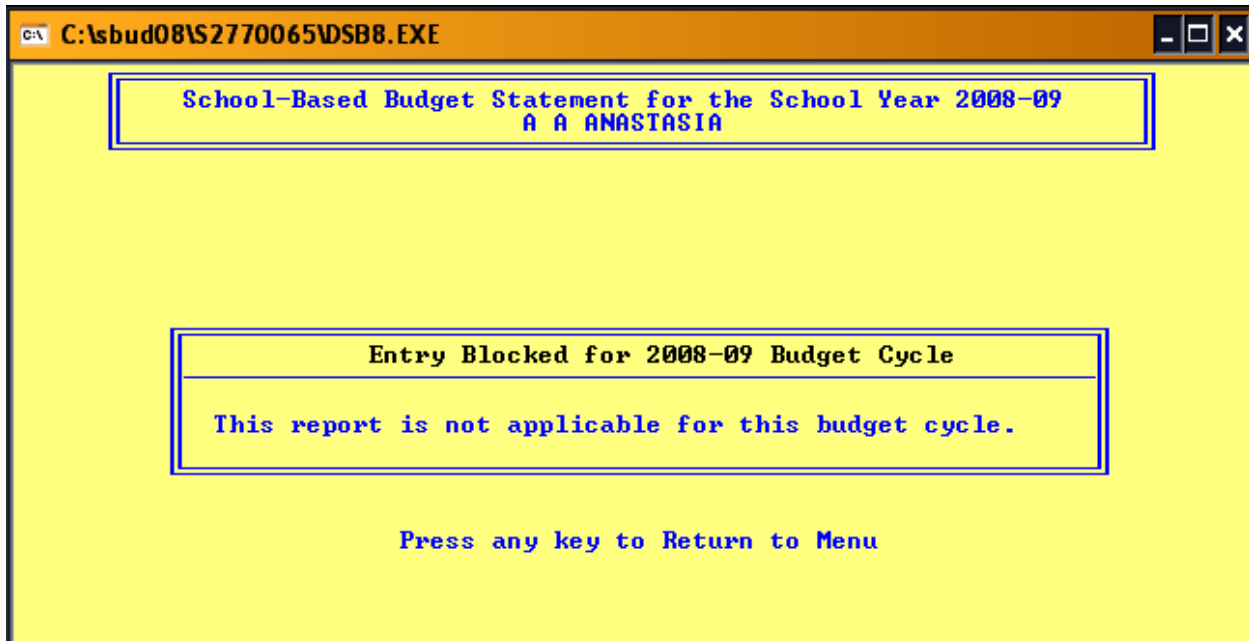 C:\sbud08\S2770065\DSB8.EXE
School-Based Budget Statement for the School Year 2008-09
A A ANASTASIA
Entry Blocked for 2008-09 Budget Cycle
This report is not applicable for this budget cycle.
Press any key to Return to Menu